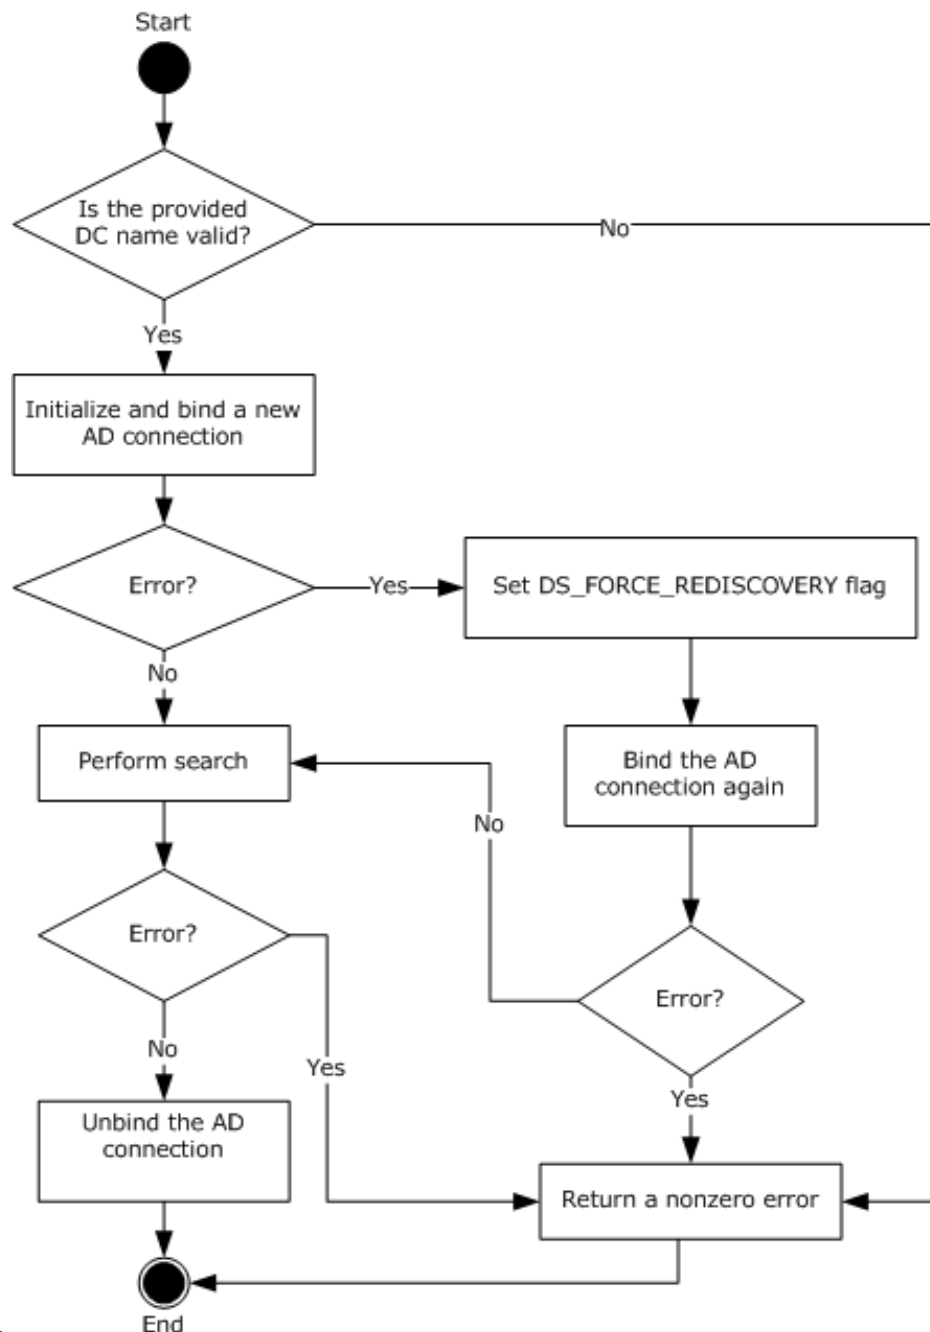 Start
Is the provided
DC name valid?
No
Yes
Initialize and bind a new
AD connection
Error?
Yes
Set DS_FORCE_REDISCOVERY flag
No
Perform search
Bind the AD
connection again
No
Error?
Error?
No
Yes
Yes
Unbind the AD
connection
Return a nonzero error
End